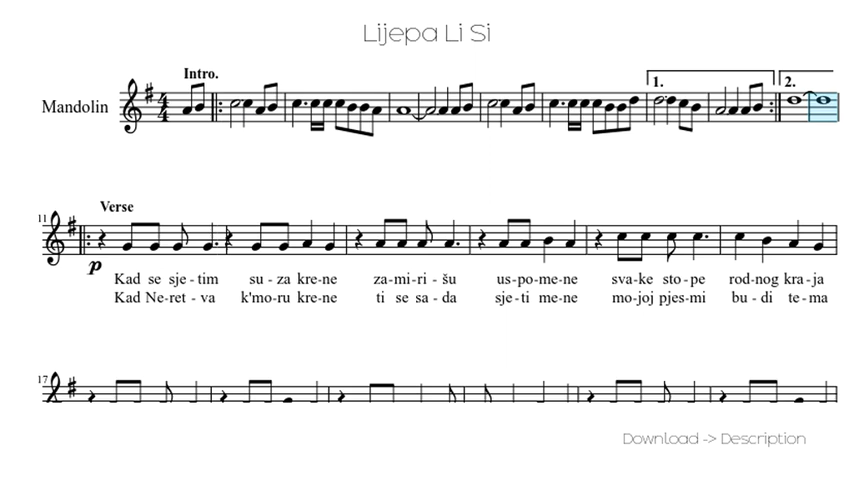 Lijepa Li Si
Intro.
Mandolin
1.
2.
11
Verse
p
Kad se sje - tim su - za kre-ne za-mi-ri - šu us-po-me-ne sva-ke sto-pe rod-nog kra-ja
Kad Ne-ret - va k'mo-ru kre-ne ti se sa - da sje-ti mene mo-joj pjes-mi bu - di te-ma
17
Download -> Description